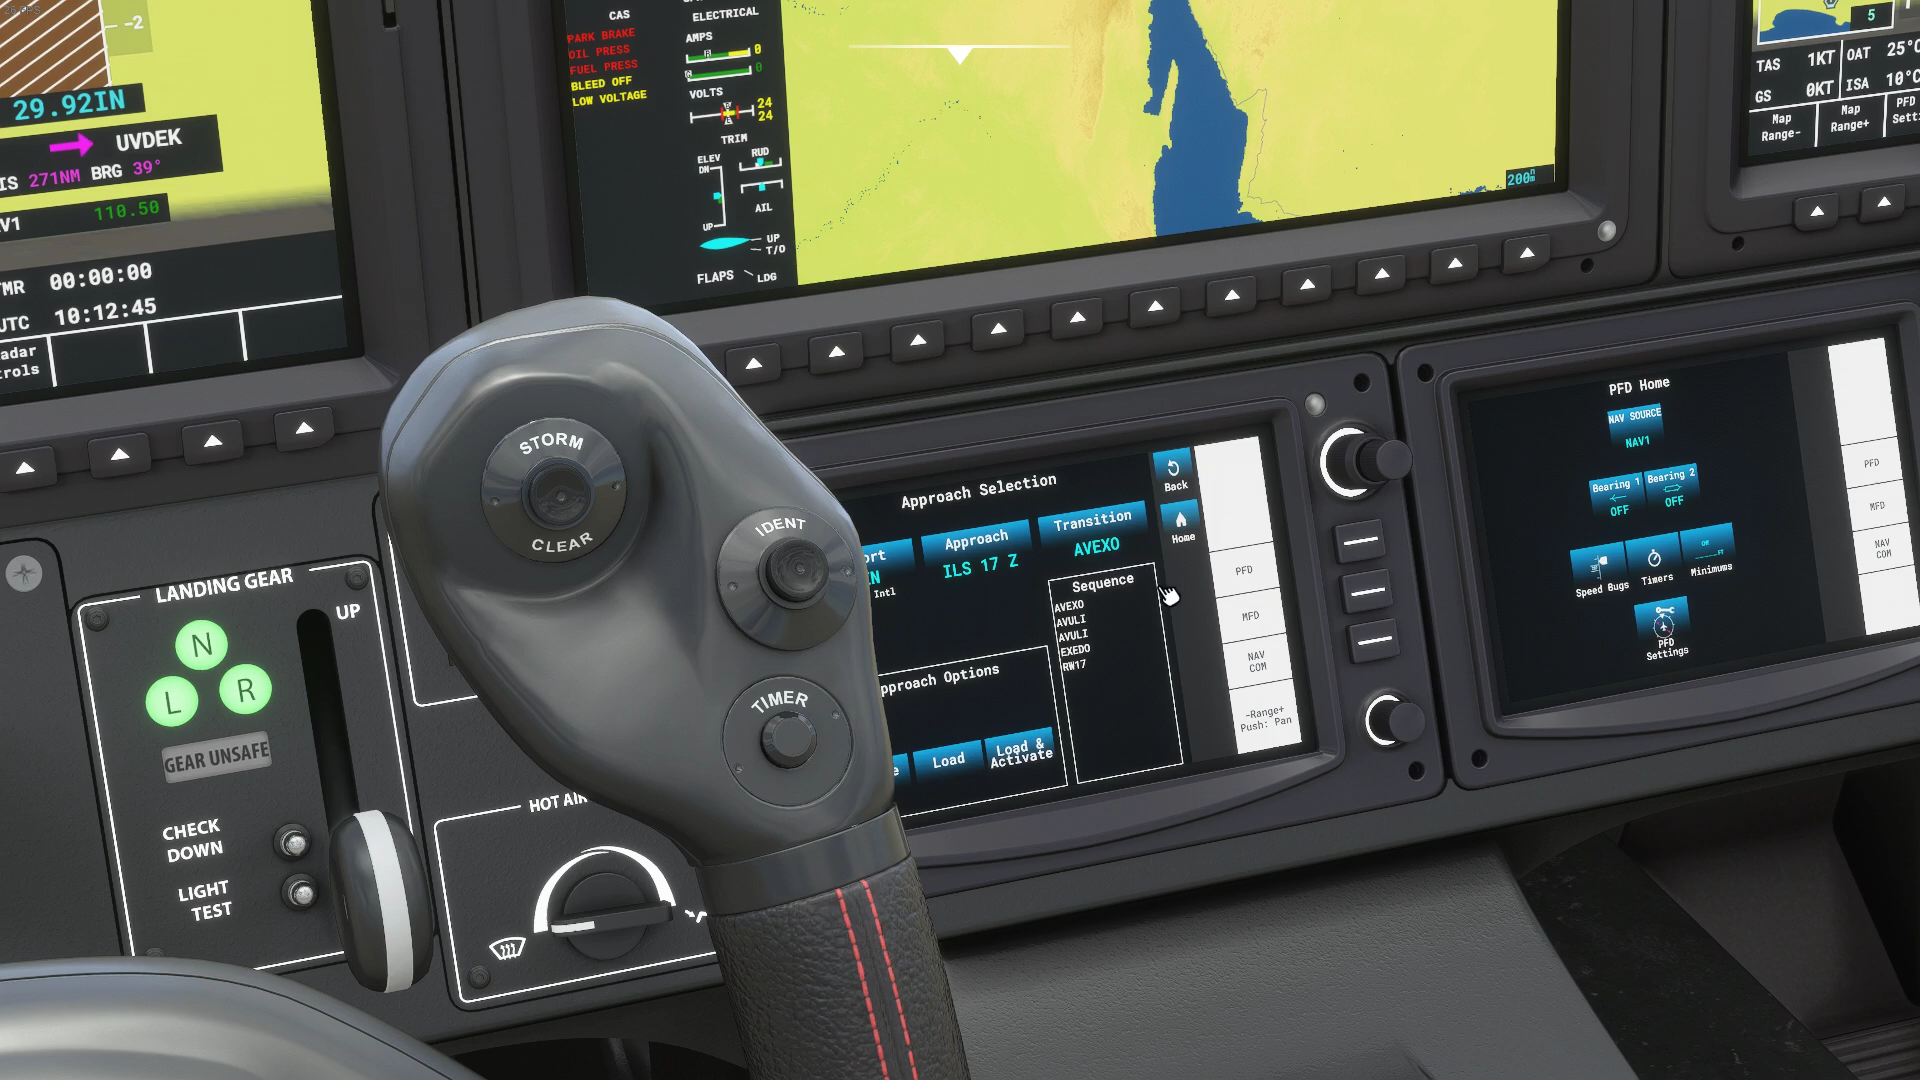 -2
29.92IN
UVDEK
271NM BRG 39°
110.50
00:00:00
UTC 10:12:45
CAS
PARK BRAKE
OIL PRESS
FUEL PRESS
BLEED OFF
LOW VOLTAGE
ELECTRICAL
AMPS
0
0
VOLTS
24
24
TRIM
ELEV
DN
UP
RUD
AIL
UP
T/O
LDG
FLAPS
200
5
TAS 1KT
OAT 25°C
GS 0KT
ISA 10°C
Map
Range-
Map
Range+
PFD
LANDING GEAR
UP
N
L
R
GEAR UNSAFE
CHECK
DOWN
LIGHT
TEST
HOT AIR
STORM
CLEAR
IDENT
TIMER
Approach Selection
Approach
ILS 17 Z
Transition
AVEXO
Intl
Sequence
AVEXO
AVULI
AVULI
EXEDO
RW17
Approach Options
Load
Load &
Activate
Back
Home
PFD
MFD
NAV
COM
-Range+
Push: Pan
PFD Home
NAV SOURCE
NAV1
Bearing 1
OFF
Bearing 2
OFF
Speed Bugs
Timers
Minimums
PFD
Settings
PFD
MFD
NAV
COM